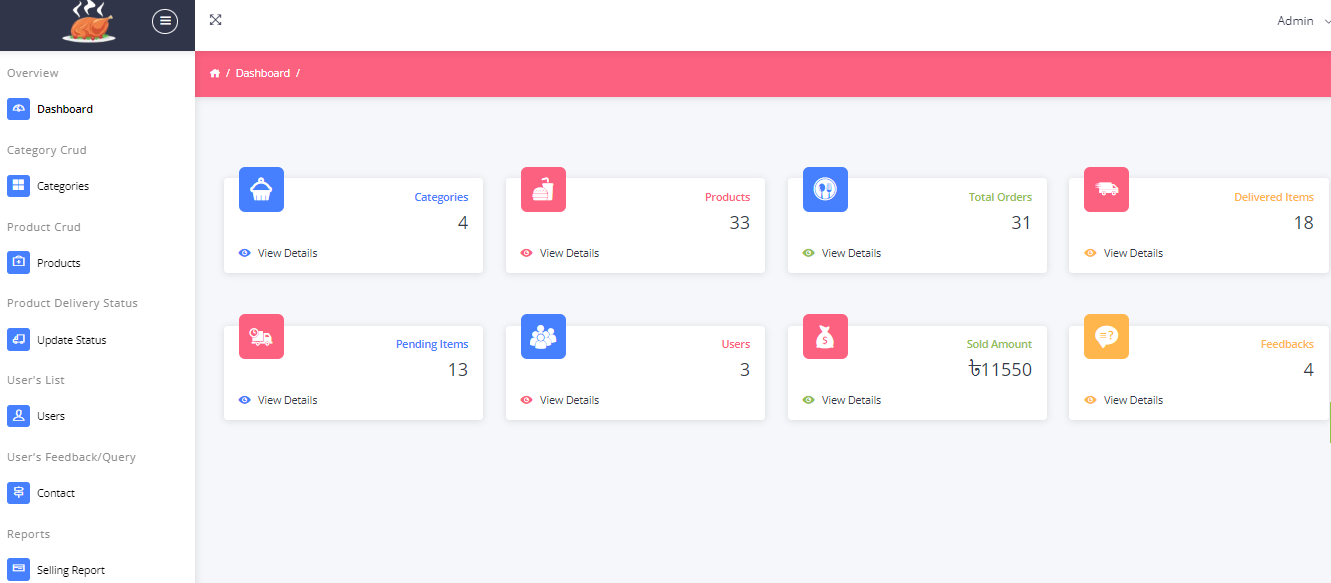 Admin
/ Dashboard /
Overview
Dashboard
Category Crud
Categories
Product Crud
Products
Product Delivery Status
Update Status
User's List
Users
User's Feedback/Query
Contact
Reports
Selling Report
Categories
4
View Details
Products
33
View Details
Total Orders
31
View Details
Delivered Items
18
View Details
Pending Items
13
View Details
Users
3
View Details
$
Sold Amount
৳11550
View Details
=?
Feedbacks
4
View Details